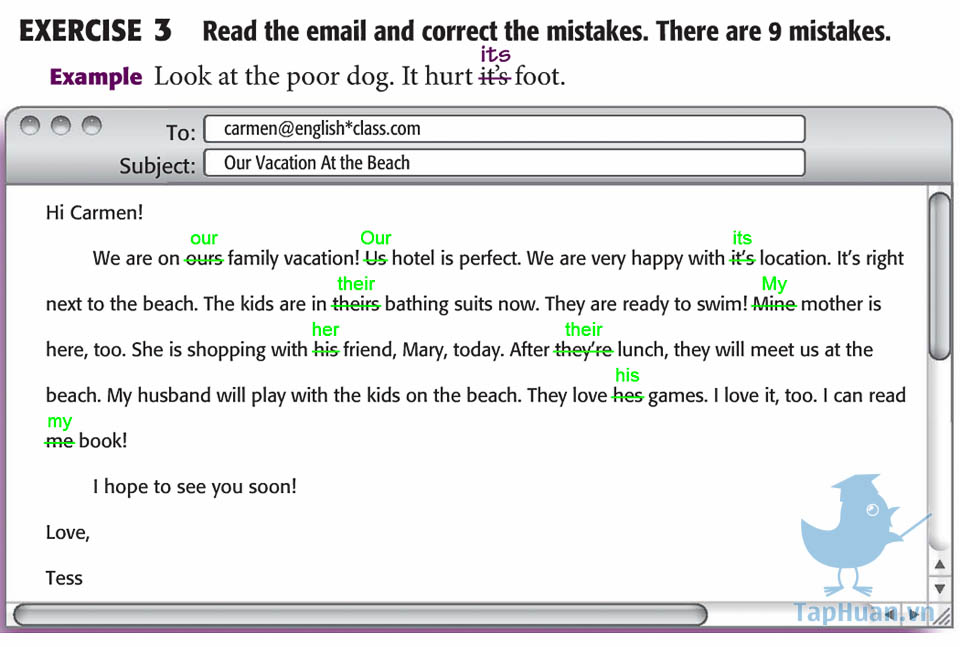 EXERCISE 3 Read the email and correct the mistakes. There are 9 mistakes.
its
Example Look at the poor dog. It hurt it's foot.
To: carmen@english*class.com
Subject: Our Vacation At the Beach
Hi Carmen!
our Our its
We are on ours family vacation! Us hotel is perfect. We are very happy with it's location. It's right
their My
next to the beach. The kids are in theirs bathing suits now. They are ready to swim! Mine mother is
her their
here, too. She is shopping with his friend, Mary, today. After they're lunch, they will meet us at the
his
beach. My husband will play with the kids on the beach. They love hes games. I love it, too. I can read
my
me book!
I hope to see you soon!
Love,
Tess
TapHuan.vn